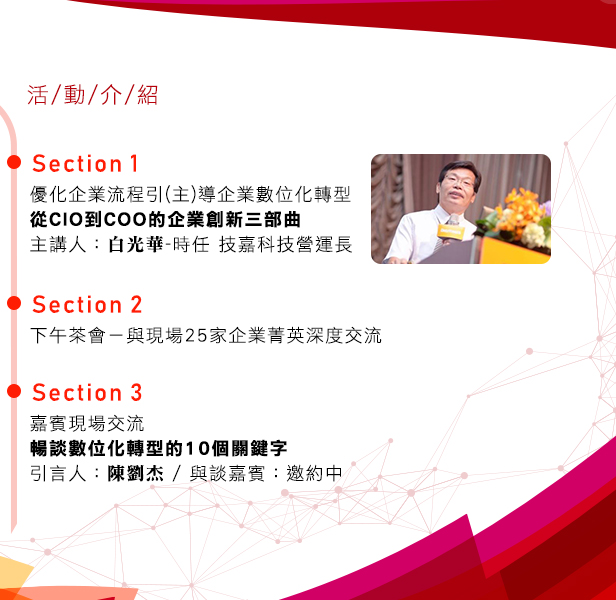 活/動/介/紹
Section 1
優化企業流程引(主)導企業數位化轉型
從CIO到COO的企業創新三部曲
主講人：白光華-時任 技嘉科技營運長
Section 2
下午茶會－與現場25家企業菁英深度交流
Section 3
嘉賓現場交流
暢談數位化轉型的10個關鍵字
引言人：陳劉杰 / 與談嘉賓：邀約中